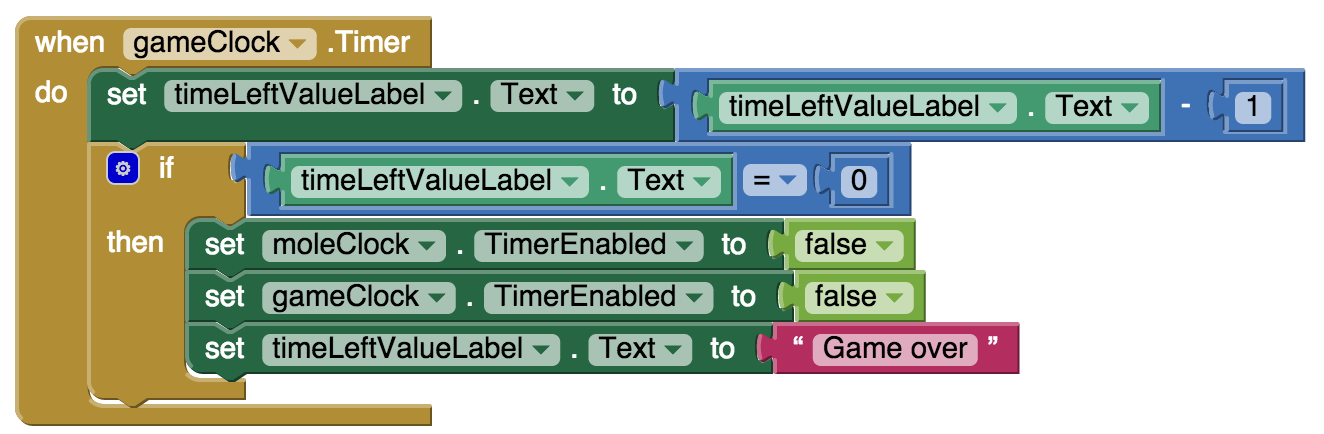 when gameClock .Timer
do set timeLeftValueLabel . Text to timeLeftValueLabel . Text - 1
if timeLeftValueLabel . Text = 0
then set moleClock . TimerEnabled to false
set gameClock . TimerEnabled to false
set timeLeftValueLabel . Text to “ Game over ”